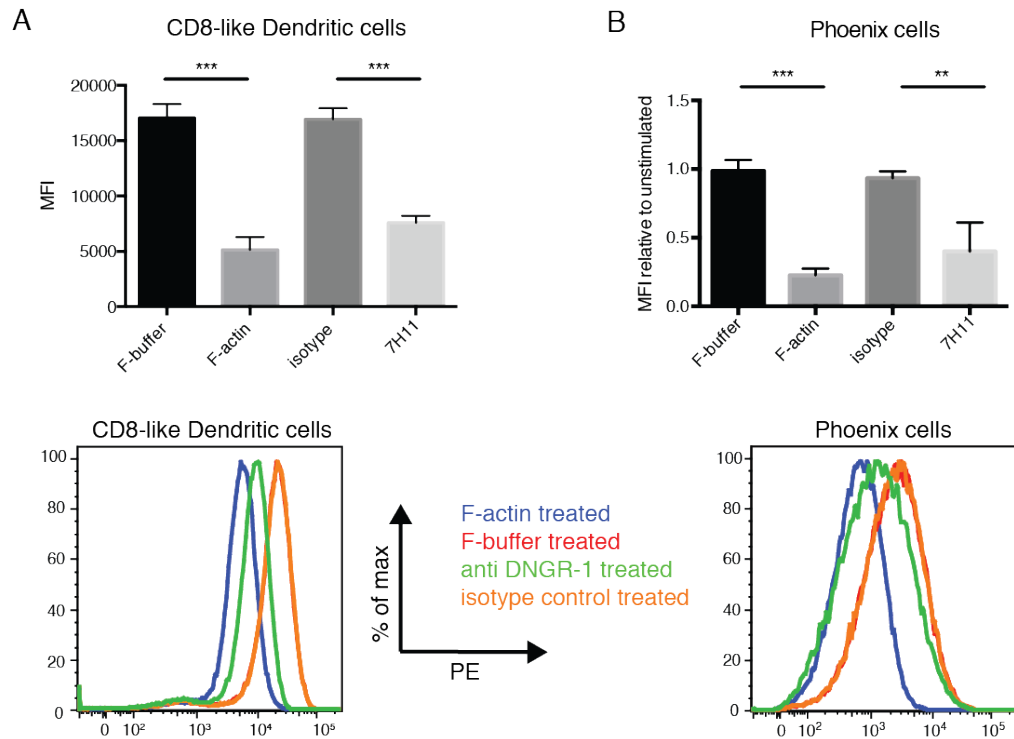 A
CD8-like Dendritic cells
*** ***
20000
15000
10000
5000
0
MFI
F-buffer
F-actin
isotype
7H11
B
Phoenix cells
*** **
1.5
1.0
0.5
0.0
MFI relative to unstimulated
F-buffer
F-actin
isotype
7H11
CD8-like Dendritic cells
100
80
60
40
20
0
0 10² 10³ 10⁴ 10⁵
% of max
PE
F-actin treated
F-buffer treated
anti DNGR-1 treated
isotype control treated
Phoenix cells
100
80
60
40
20
0
0 10² 10³ 10⁴ 10⁵